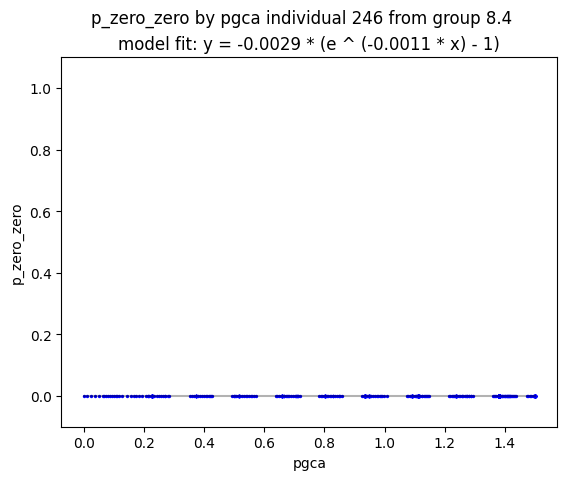 p_zero_zero by pgca individual 246 from group 8.4
model fit: y = -0.0029 * (e ^ (-0.0011 * x) - 1)
1.0
0.8
0.6
0.4
0.2
0.0
p_zero_zero
0.0 0.2 0.4 0.6 0.8 1.0 1.2 1.4
pgca